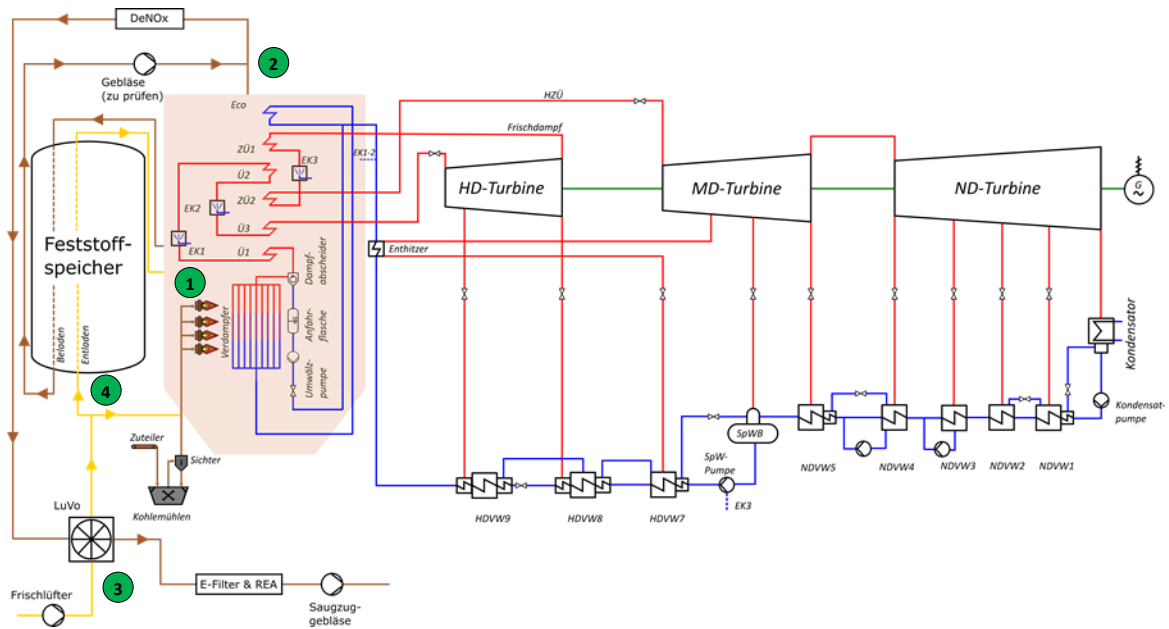 DeNOx
2
Gebläse
(zu prüfen)
Eco
HZÜ
Frischdampf
ZÜ1
EK3
EK1-2
Ü2
EK2
ZÜ2
HD-Turbine
MD-Turbine
ND-Turbine
G
~
Feststoff-
speicher
EK1
Ü3
Ü1
Enthitzer
1
Dampf-
abscheider
Verdampfer
Anfahr-
flasche
Umwälz-
pumpe
Beladen
Entladen
Kondensator
4
Kondensat-
pumpe
Zuteiler
Sichter
Kohlemühlen
SpWB
SpW-
Pumpe
EK3
NDVW5
NDVW4
NDVW3
NDVW2
NDVW1
HDVW9
HDVW8
HDVW7
LuVo
3
E-Filter & REA
Frischlüfter
Saugzug-
gebläse